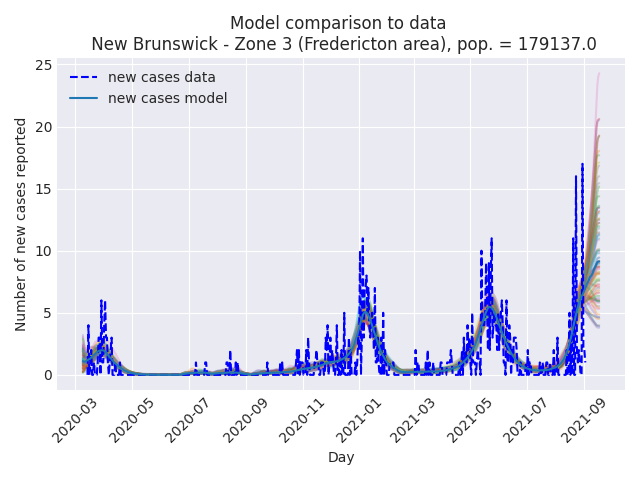 Model comparison to data
New Brunswick - Zone 3 (Fredericton area), pop. = 179137.0
25
20
15
10
5
0
Number of new cases reported
new cases data
new cases model
2020-03
2020-05
2020-07
2020-09
2020-11
2021-01
2021-03
2021-05
2021-07
2021-09
Day